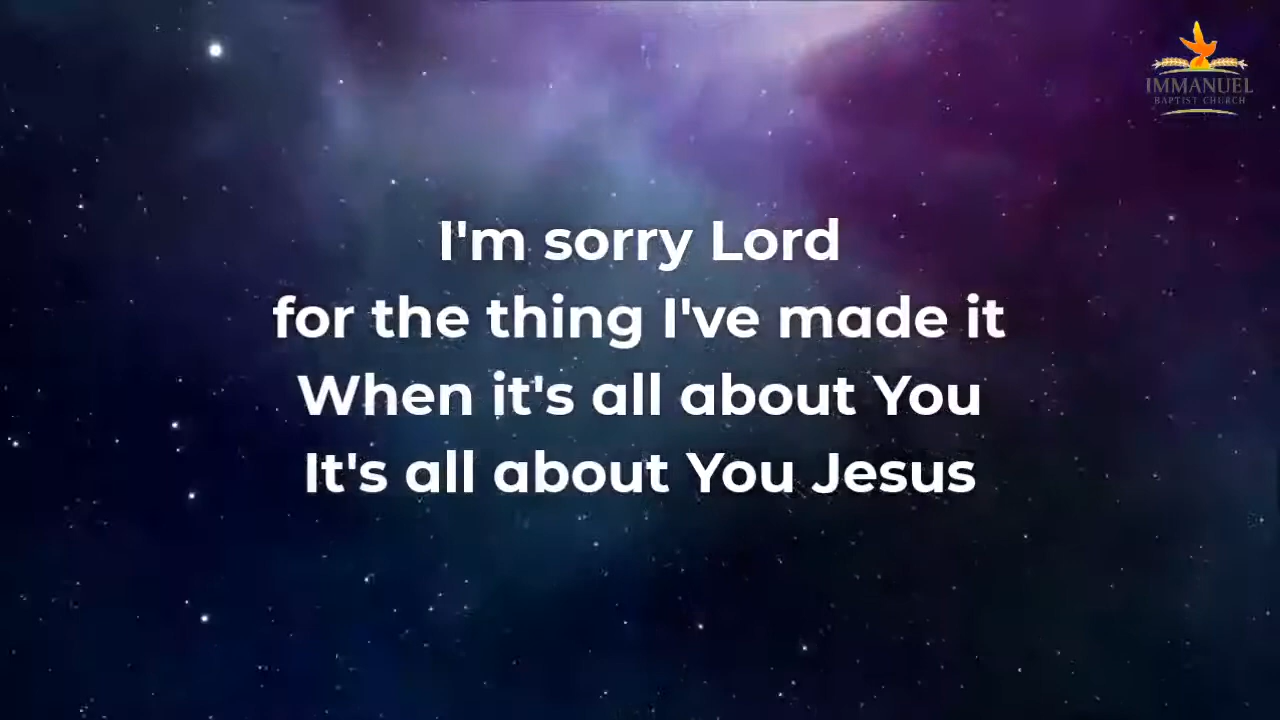 IMMANUEL
BAPTIST CHURCH
I'm sorry Lord
for the thing I've made it
When it's all about You
It's all about You Jesus